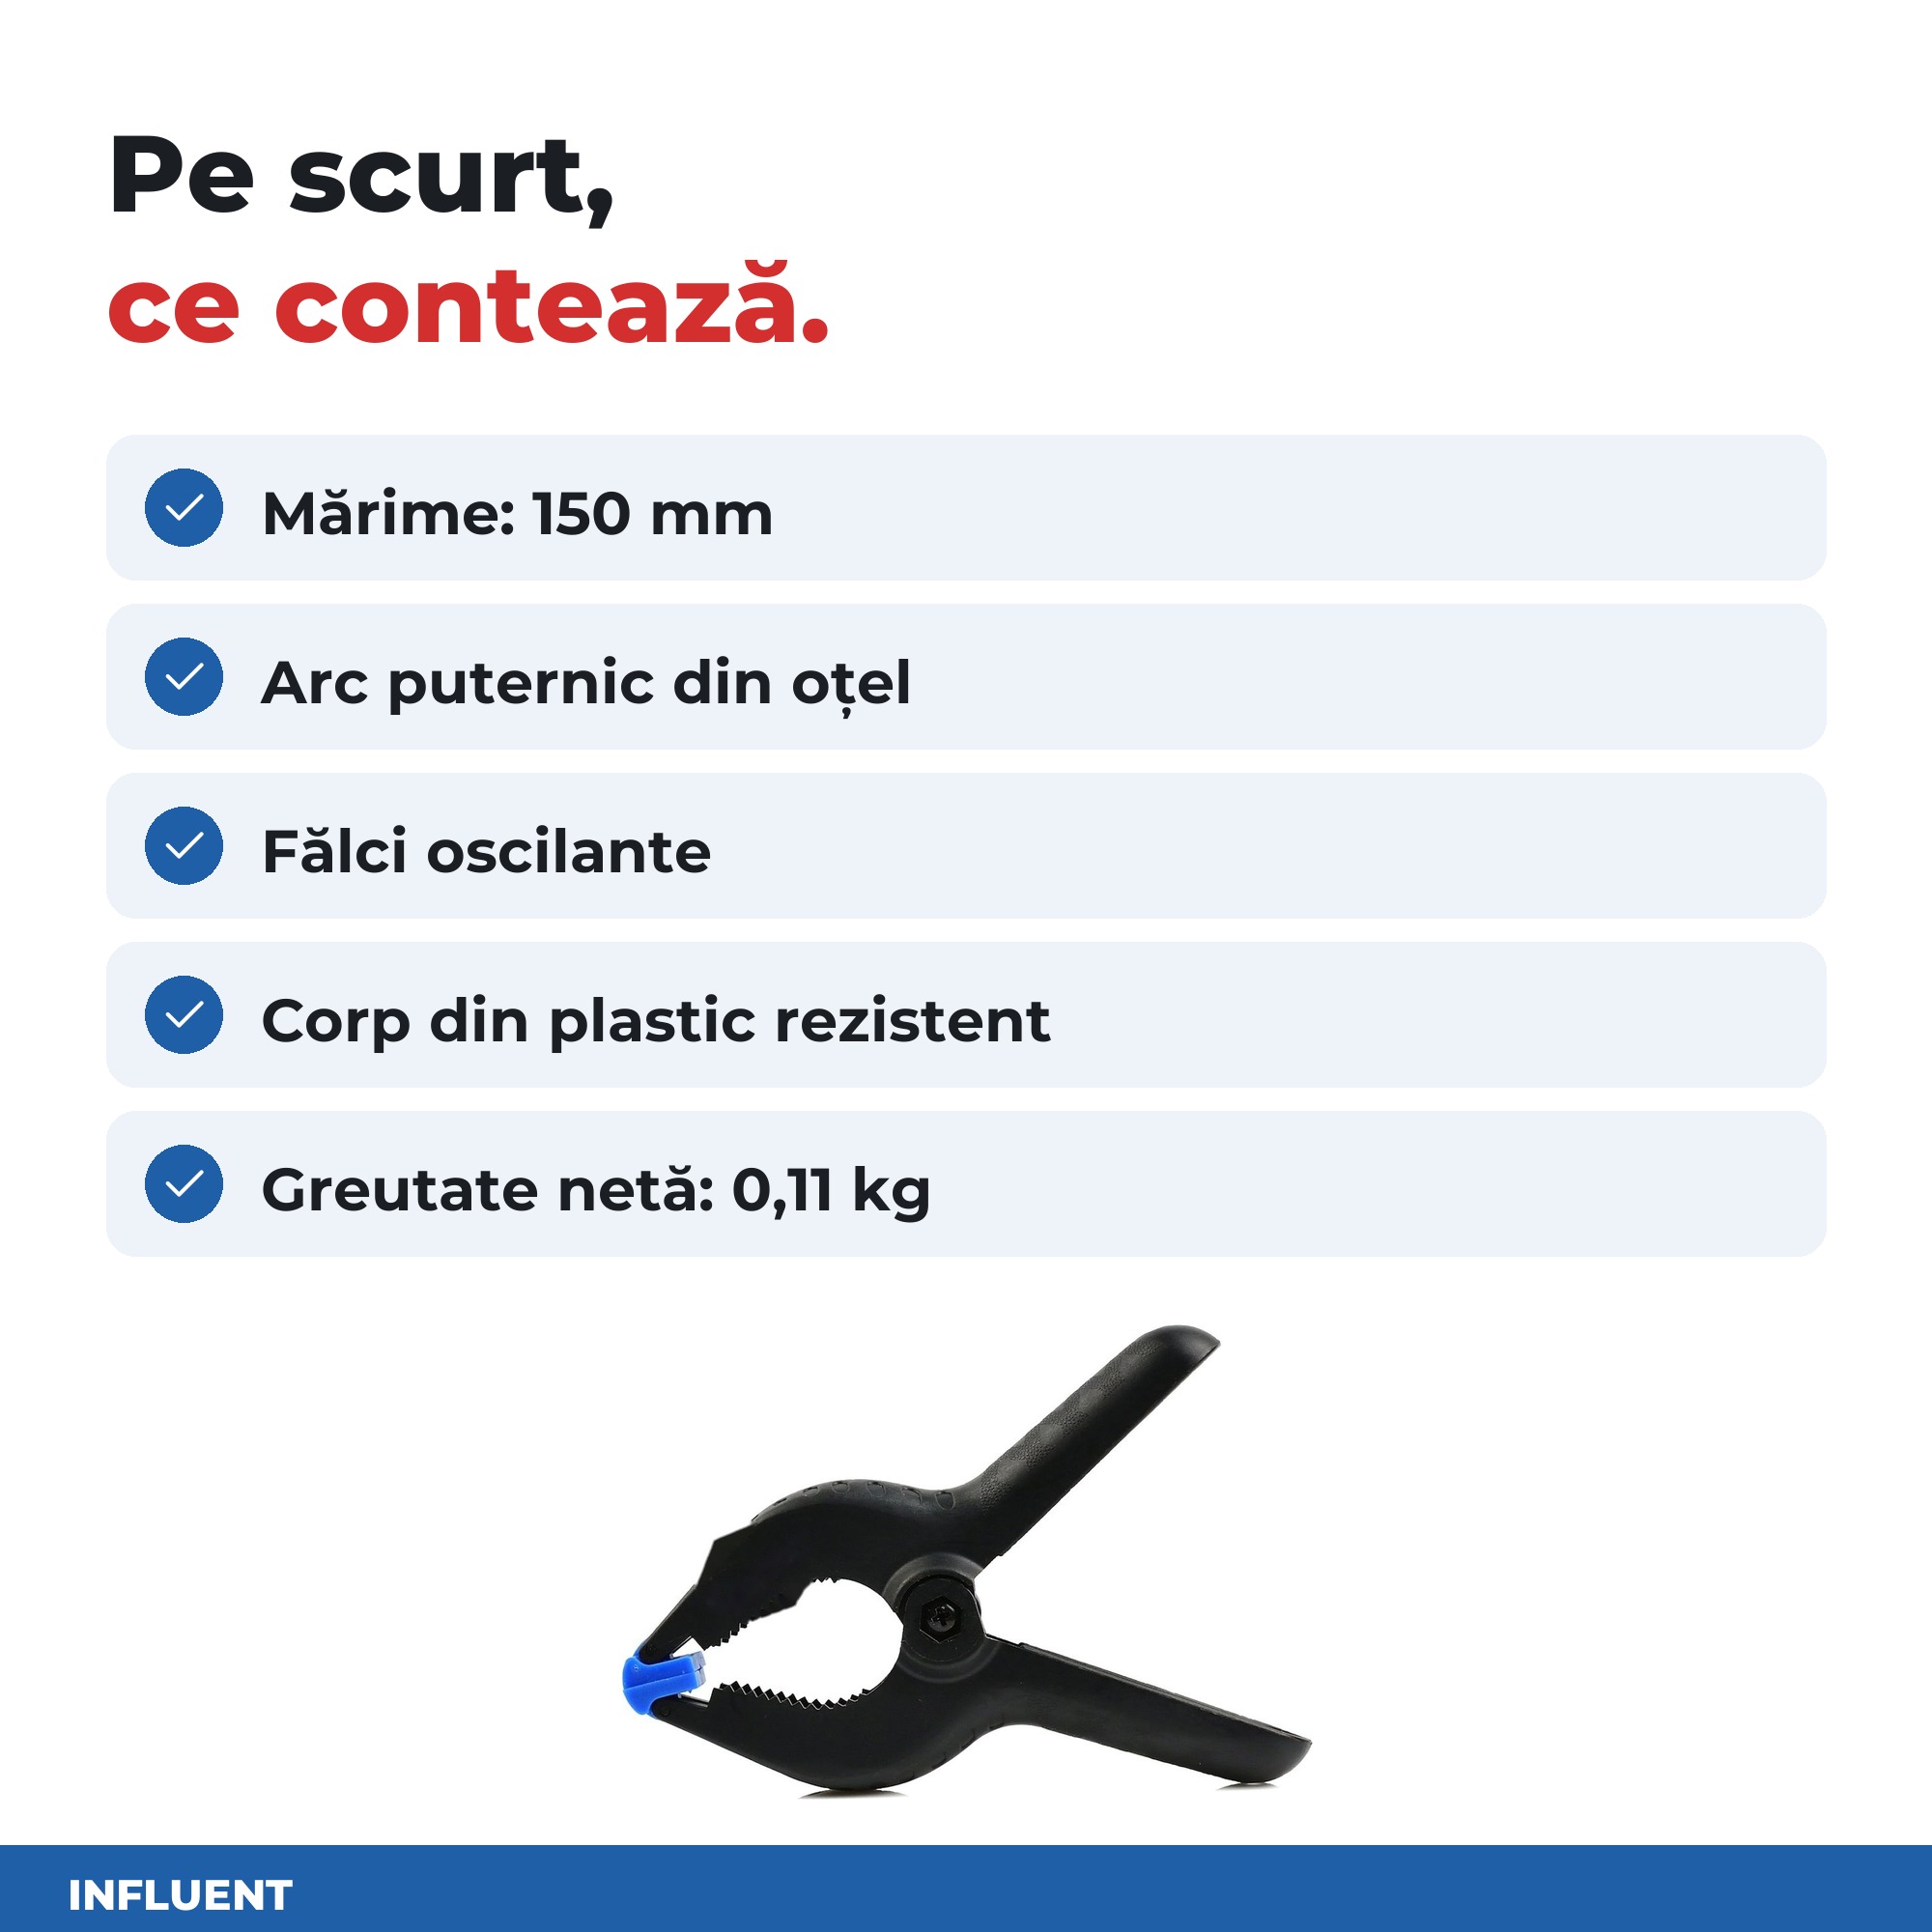 Pe scurt,
ce contează.
Mărime: 150 mm
Arc puternic din oțel
Fălci oscilante
Corp din plastic rezistent
Greutate netă: 0,11 kg
INFLUENT